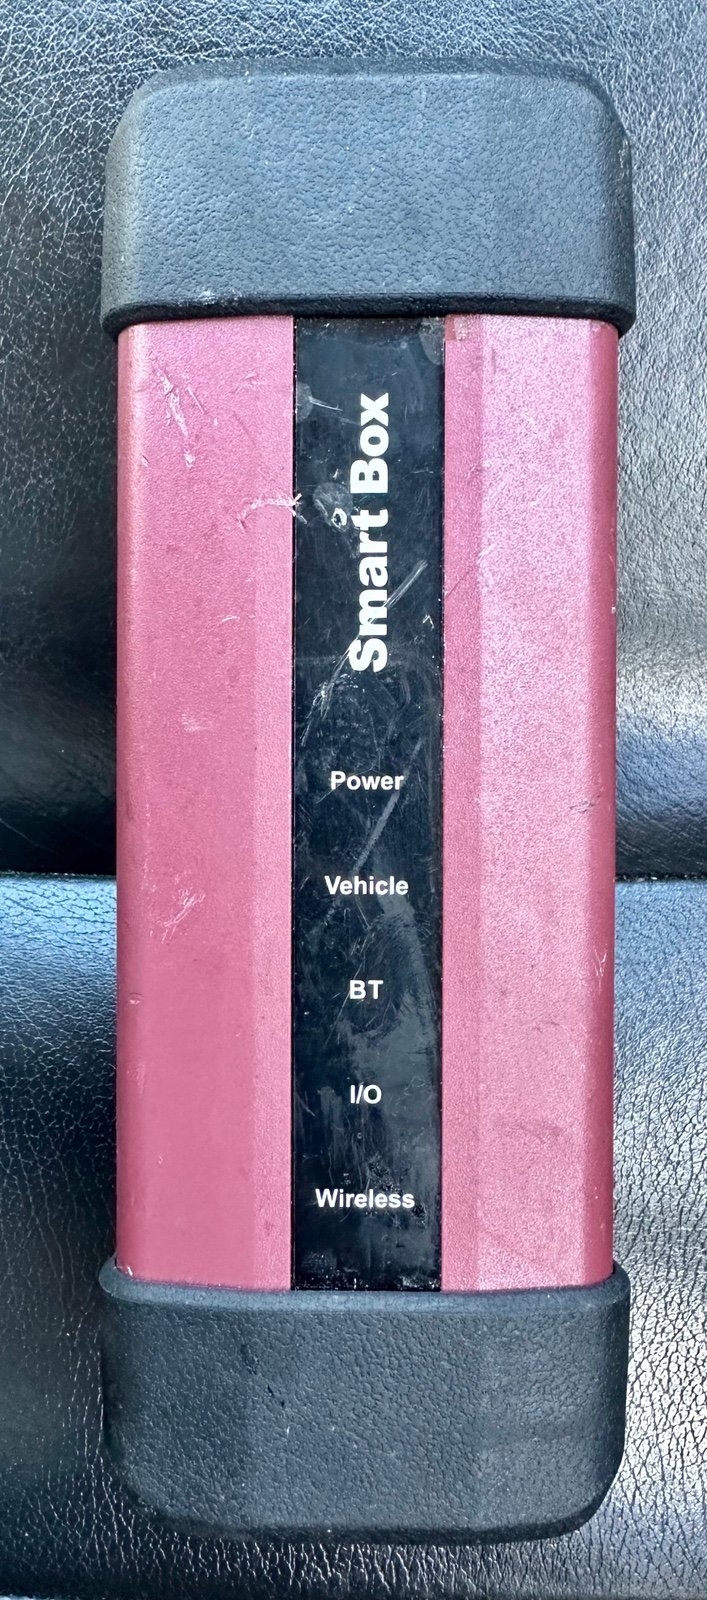 Smart Box
Power
Vehicle
BT
I/O
Wireless